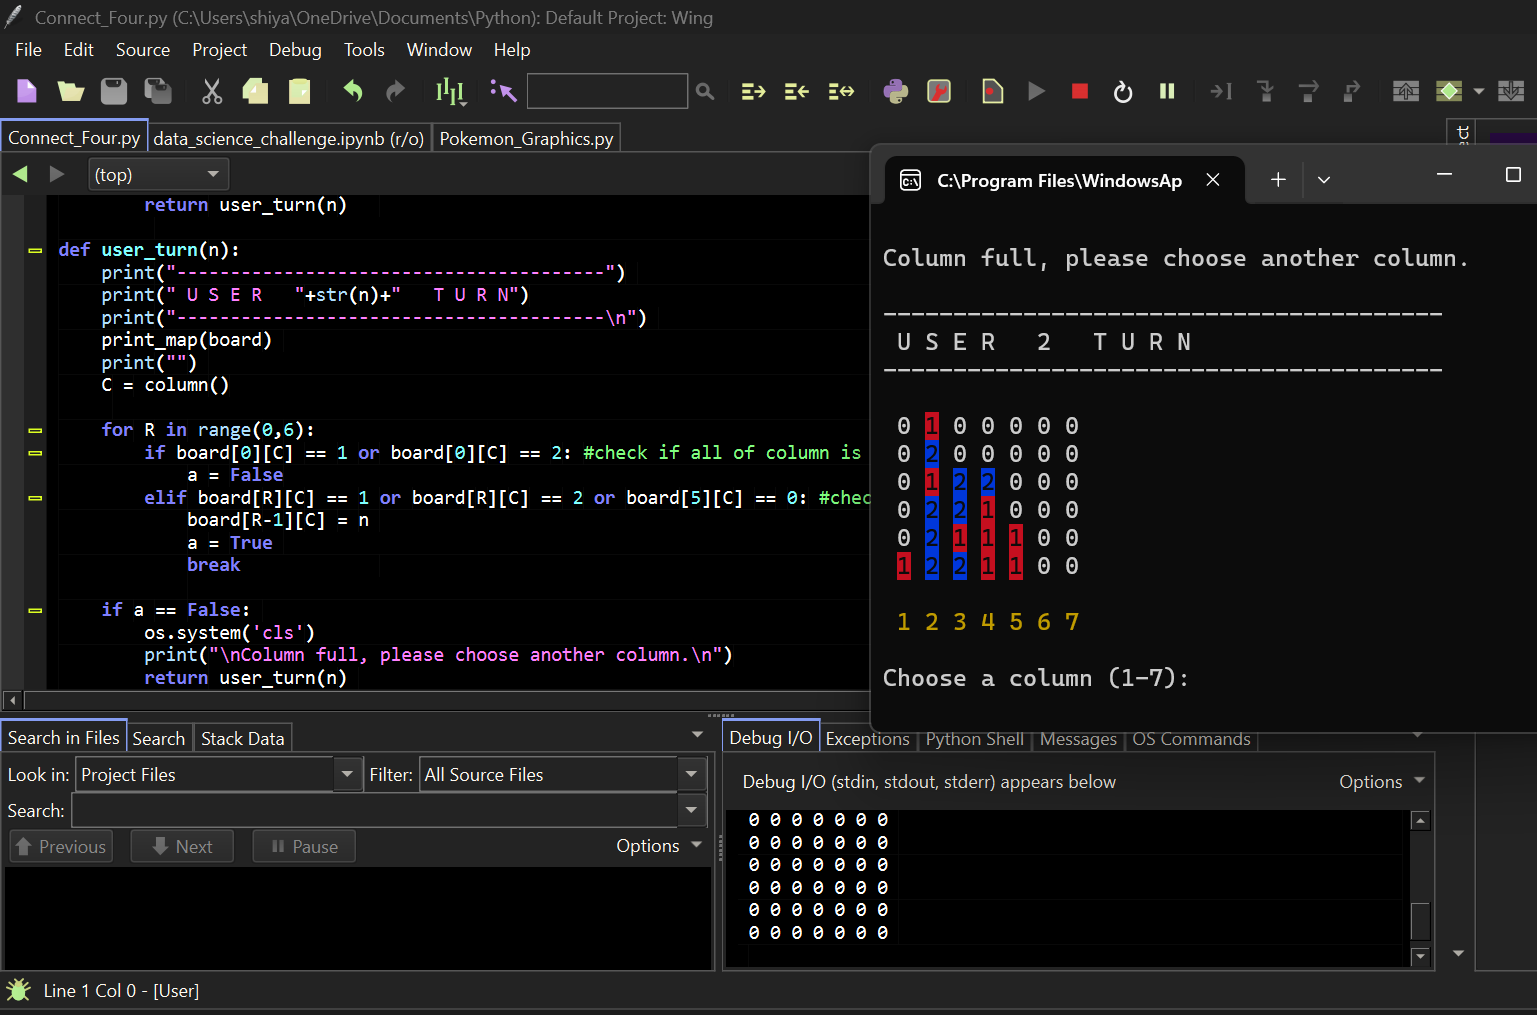 Connect_Four.py (C:\Users\shiya\OneDrive\Documents\Python): Default Project: Wing
File Edit Source Project Debug Tools Window Help
Connect_Four.py data_science_challenge.ipynb (r/o) Pokemon_Graphics.py
(top)
return user_turn(n)
def user_turn(n):
print("----------------------------------------")
print(" U S E R   "+str(n)+"   T U R N")
print("----------------------------------------\n")
print_map(board)
print("")
C = column()
for R in range(0,6):
if board[0][C] == 1 or board[0][C] == 2: #check if all of column is
a = False
elif board[R][C] == 1 or board[R][C] == 2 or board[5][C] == 0: #chec
board[R-1][C] = n
a = True
break
if a == False:
os.system('cls')
print("\nColumn full, please choose another column.\n")
return user_turn(n)
C:\Program Files\WindowsAp
Column full, please choose another column.
----------------------------------------
U S E R   2   T U R N
----------------------------------------
0 1 0 0 0 0 0
0 2 0 0 0 0 0
0 1 2 2 0 0 0
0 2 2 1 0 0 0
0 2 1 1 1 0 0
1 2 2 1 1 0 0
1 2 3 4 5 6 7
Choose a column (1-7):
Search in Files Search Stack Data
Look in: Project Files Filter: All Source Files
Search:
Previous Next Pause Options
Debug I/O Exceptions Python Shell Messages OS Commands
Debug I/O (stdin, stdout, stderr) appears below Options
0 0 0 0 0 0 0
0 0 0 0 0 0 0
0 0 0 0 0 0 0
0 0 0 0 0 0 0
0 0 0 0 0 0 0
0 0 0 0 0 0 0
Line 1 Col 0 - [User]